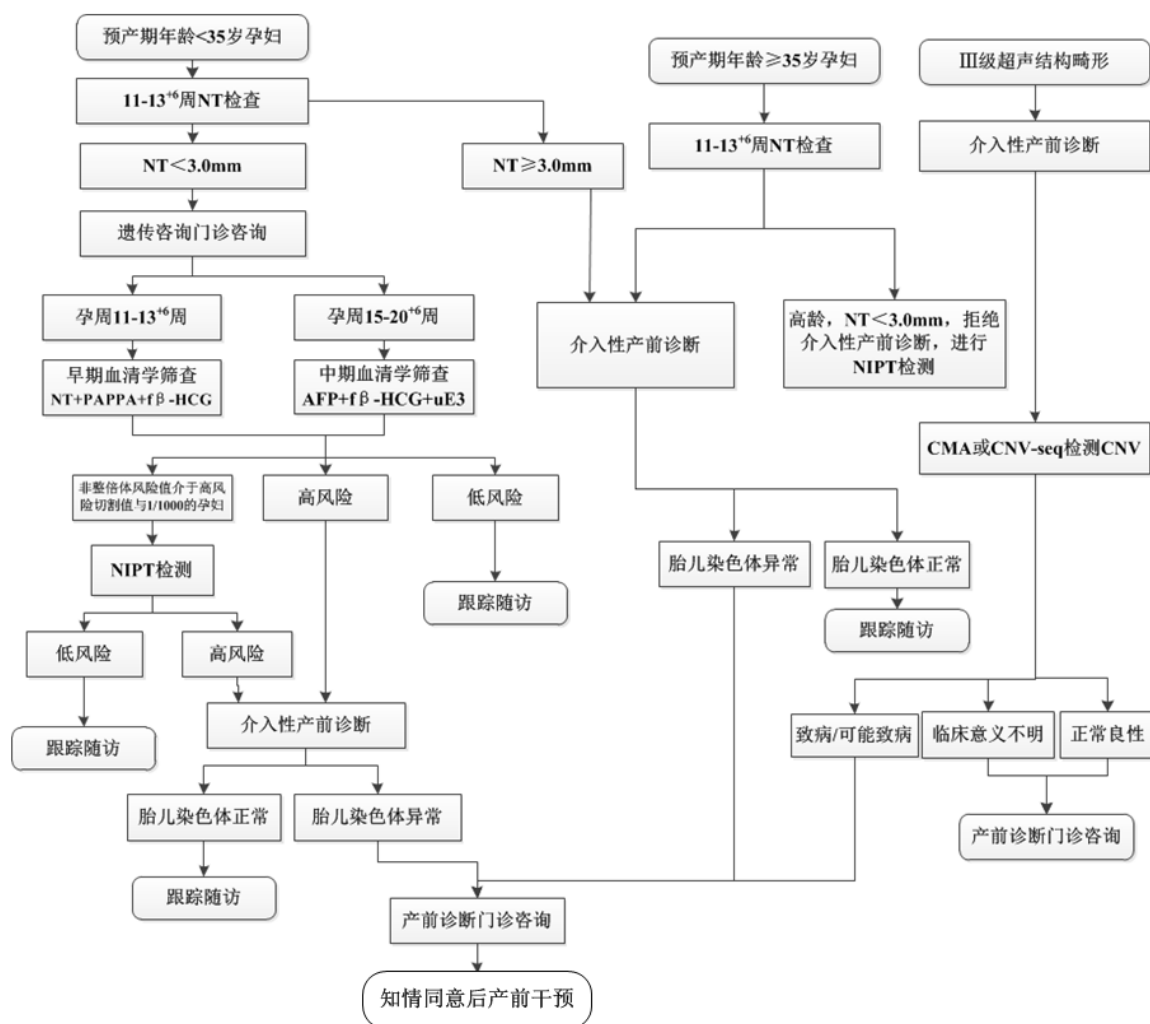 预产期年龄<35岁孕妇
预产期年龄≥35岁孕妇
Ⅲ级超声结构畸形
11-13+6周NT检查
11-13+6周NT检查
介入性产前诊断
NT＜3.0mm
NT≥3.0mm
遗传咨询门诊咨询
孕周11-13+6周
孕周15-20+6周
介入性产前诊断
高龄，NT＜3.0mm，拒绝
介入性产前诊断，进行
NIPT检测
早期血清学筛查
NT+PAPPA+fβ-HCG
中期血清学筛查
AFP+fβ-HCG+uE3
CMA或CNV-seq检测CNV
非整倍体风险值介于高风
险切割值与1/1000的孕妇
高风险
低风险
NIPT检测
胎儿染色体异常
胎儿染色体正常
跟踪随访
跟踪随访
低风险
高风险
介入性产前诊断
致病/可能致病
临床意义不明
正常良性
跟踪随访
胎儿染色体正常
胎儿染色体异常
产前诊断门诊咨询
跟踪随访
产前诊断门诊咨询
知情同意后产前干预